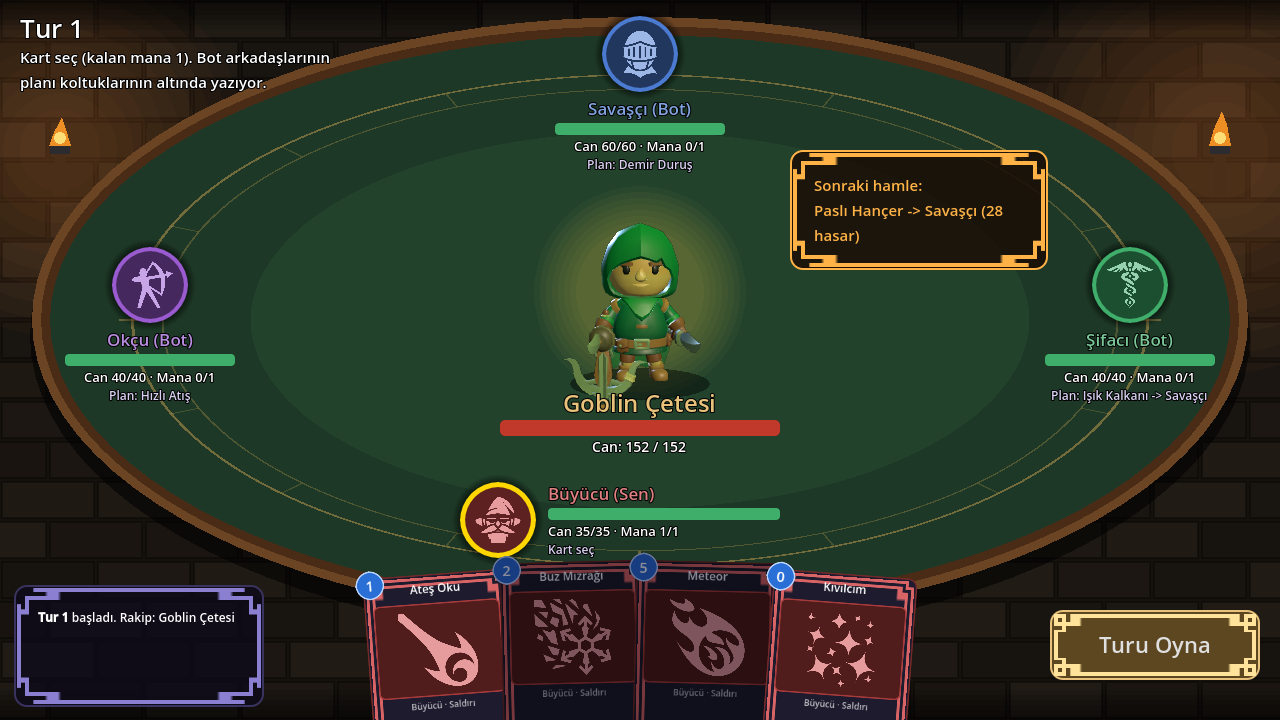 Tur 1
Kart seç (kalan mana 1). Bot arkadaşlarının
planı koltuklarının altında yazıyor.
Savaşçı (Bot)
Can 60/60 · Mana 0/1
Plan: Demir Duruş
Sonraki hamle:
Paslı Hançer -> Savaşçı (28
hasar)
Okçu (Bot)
Can 40/40 · Mana 0/1
Plan: Hızlı Atış
Şifacı (Bot)
Can 40/40 · Mana 0/1
Plan: Işık Kalkanı -> Savaşçı
Goblin Çetesi
Can: 152 / 152
Büyücü (Sen)
Can 35/35 · Mana 1/1
Kart seç
1
Ateş Oku
Büyücü · Saldırı
2
Buz Mızrağı
Büyücü · Saldırı
5
Meteor
Büyücü · Saldırı
0
Kıvılcım
Büyücü · Saldırı
Tur 1 başladı. Rakip: Goblin Çetesi
Turu Oyna